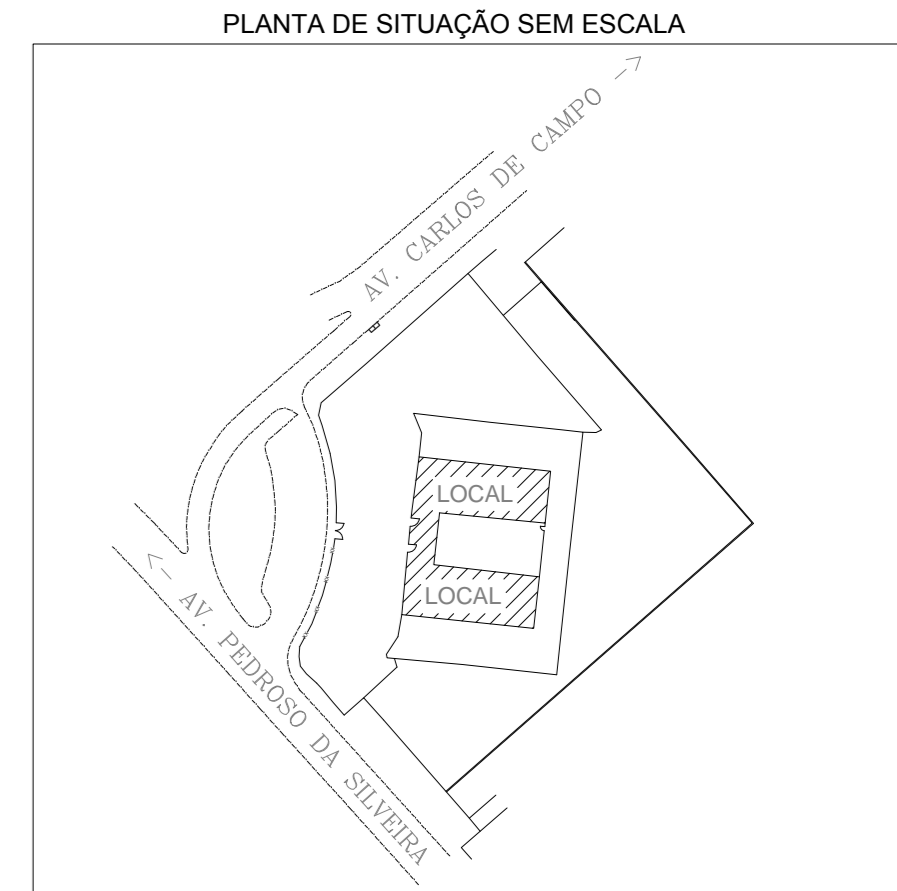 PLANTA DE SITUAÇÃO SEM ESCALA
AV. CARLOS DE CAMPO -->
LOCAL
LOCAL
<-- AV. PEDROSO DA SILVEIRA